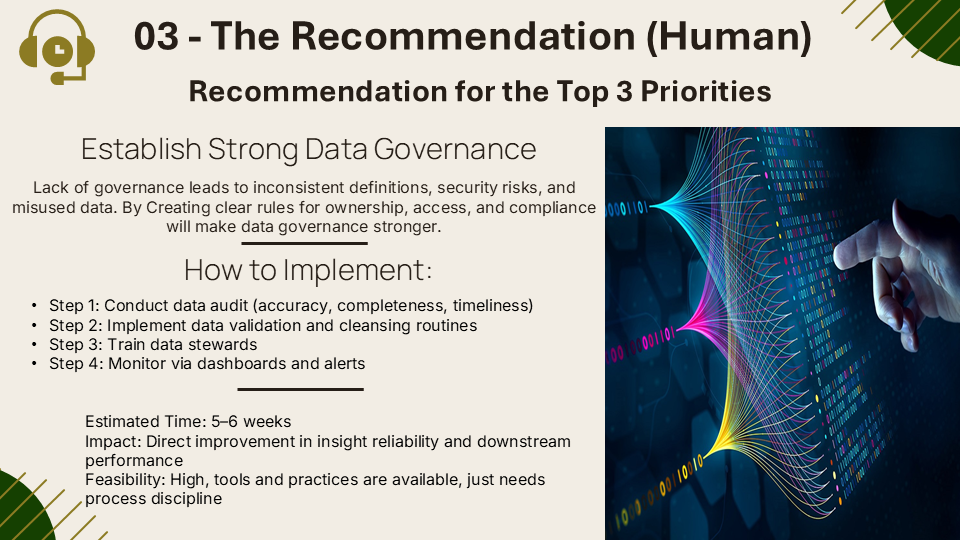 03 - The Recommendation (Human)
Recommendation for the Top 3 Priorities
Establish Strong Data Governance
Lack of governance leads to inconsistent definitions, security risks, and
misused data. By Creating clear rules for ownership, access, and compliance
will make data governance stronger.
How to Implement:
• Step 1: Conduct data audit (accuracy, completeness, timeliness)
• Step 2: Implement data validation and cleansing routines
• Step 3: Train data stewards
• Step 4: Monitor via dashboards and alerts
Estimated Time: 5–6 weeks
Impact: Direct improvement in insight reliability and downstream
performance
Feasibility: High, tools and practices are available, just needs
process discipline